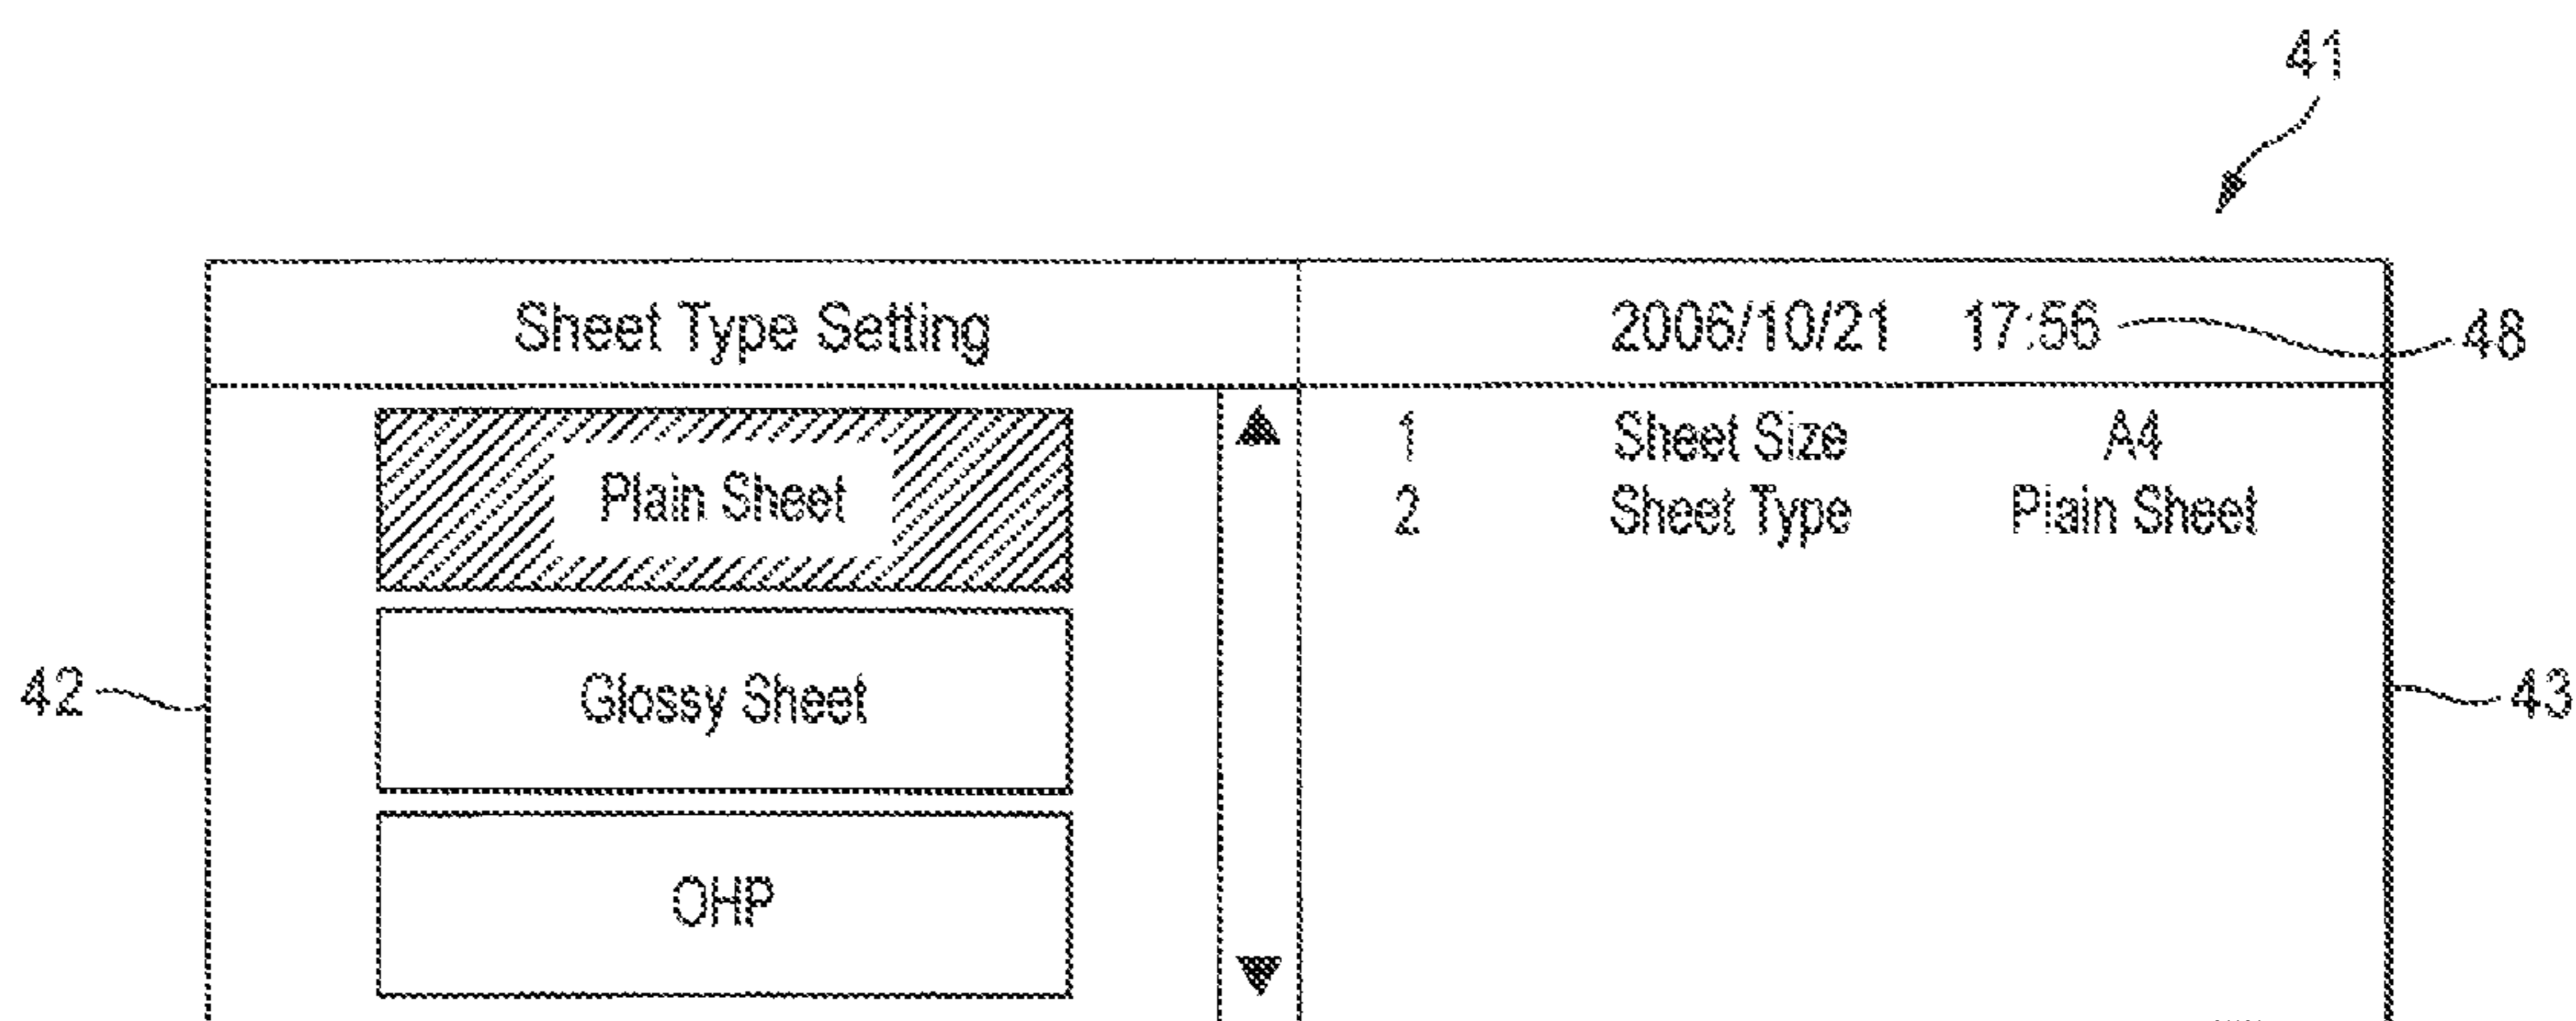 41
Sheet Type Setting 2006/10/21 17:56 48
Plain Sheet 1 Sheet Size A4
2 Sheet Type Plain Sheet
42 Glossy Sheet 43
OHP